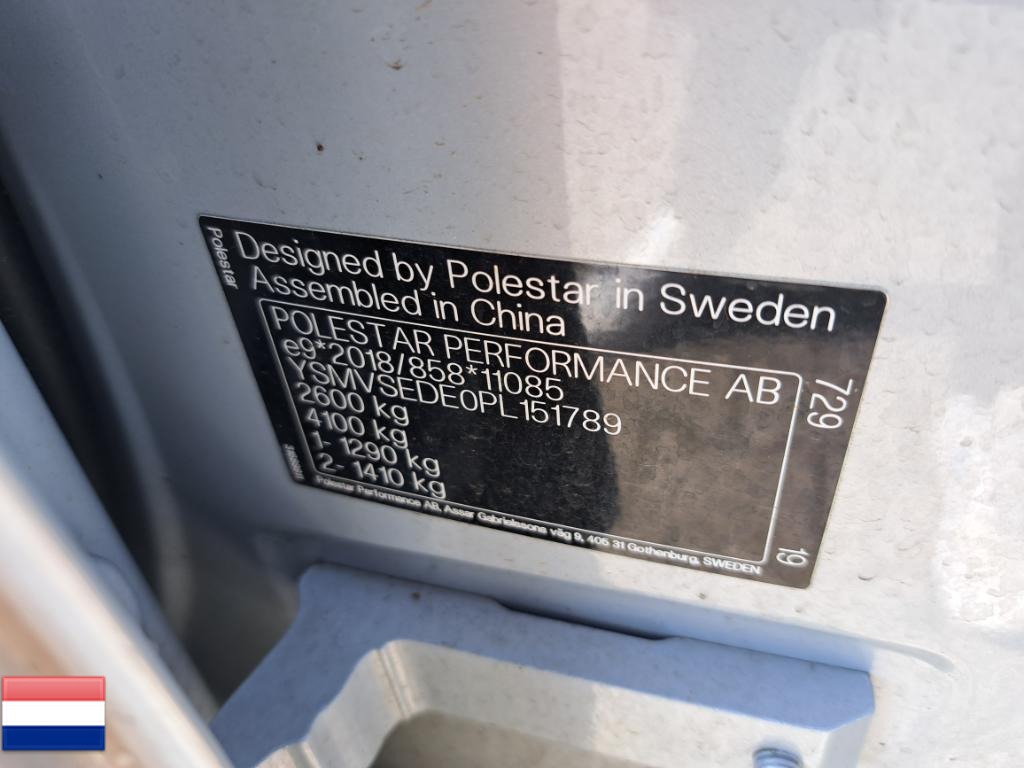 Polestar
Designed by Polestar in Sweden
Assembled in China
POLESTAR PERFORMANCE AB
e9*2018/858*11085
YSMVSEDE0PL151789
2600 kg
4100 kg
1- 1290 kg
2- 1410 kg
729
19
Polestar Performance AB, Assar Gabrielssons väg 9, 405 31 Gothenburg, SWEDEN